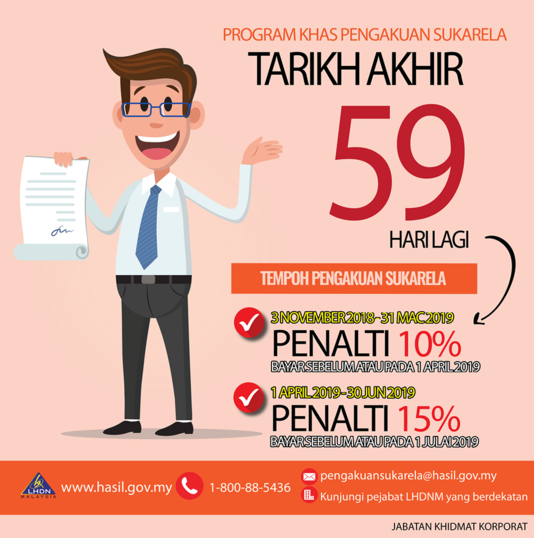 PROGRAM KHAS PENGAKUAN SUKARELA
TARIKH AKHIR
59
HARI LAGI
TEMPOH PENGAKUAN SUKARELA
3 NOVEMBER 2018-31 MAC 2019
PENALTI 10%
BAYAR SEBELUM ATAU PADA 1 APRIL 2019
1 APRIL 2019-30 JUN 2019
PENALTI 15%
BAYAR SEBELUM ATAU PADA 1 JULAI 2019
LHDN
MALAYSIA
www.hasil.gov.my
1-800-88-5436
pengakuansukarela@hasil.gov.my
Kunjungi pejabat LHDNM yang berdekatan
JABATAN KHIDMAT KORPORAT